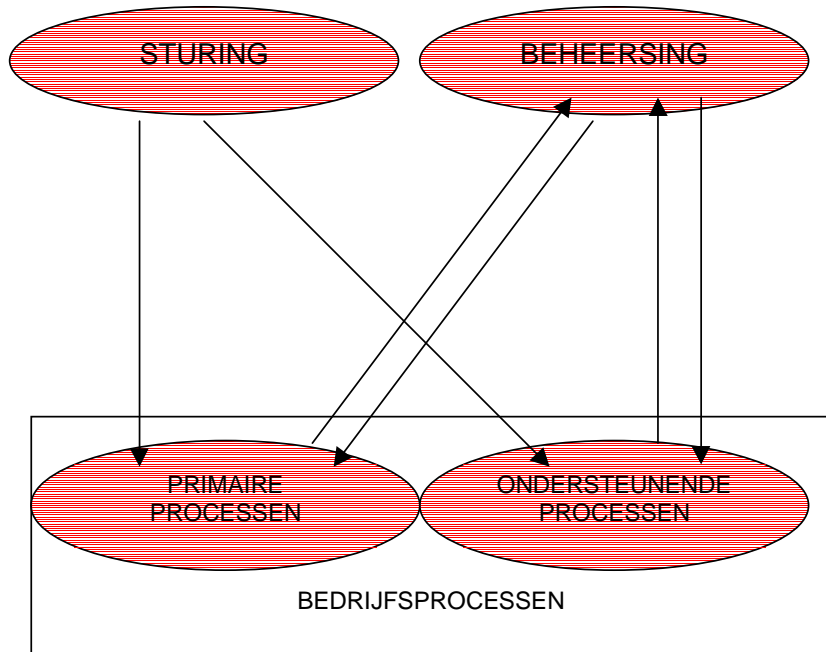 STURING
BEHEERSING
PRIMAIRE
PROCESSEN
ONDERSTEUNENDE
PROCESSEN
BEDRIJFSPROCESSEN